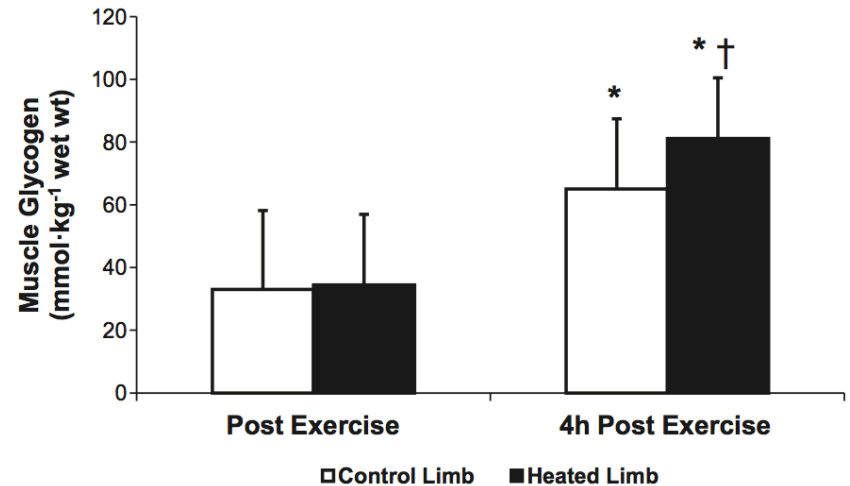 120
100
80
60
40
20
0
Muscle Glycogen
(mmol·kg⁻¹ wet wt)
*
* †
Post Exercise
4h Post Exercise
Control Limb
Heated Limb